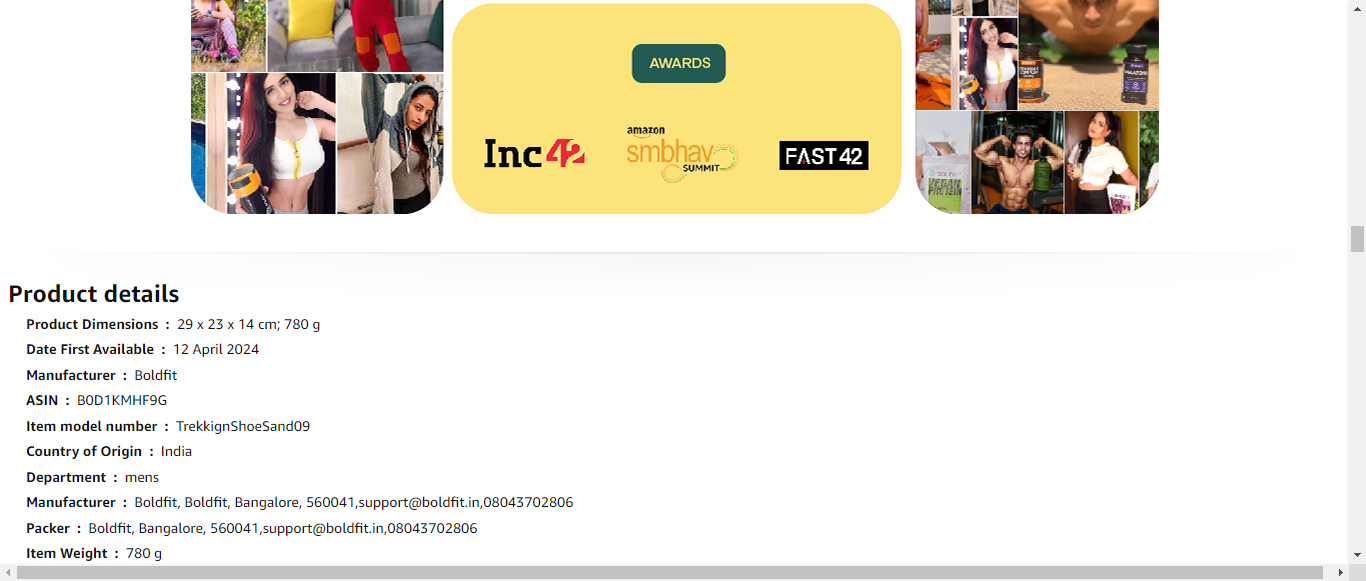 AWARDS
Inc42
amazon
smbhav
SUMMIT
FAST 42
VEGAN
PROTEIN
Product details
Product Dimensions : 29 x 23 x 14 cm; 780 g
Date First Available : 12 April 2024
Manufacturer : Boldfit
ASIN : B0D1KMHF9G
Item model number : TrekkignShoeSand09
Country of Origin : India
Department : mens
Manufacturer : Boldfit, Boldfit, Bangalore, 560041,support@boldfit.in,08043702806
Packer : Boldfit, Bangalore, 560041,support@boldfit.in,08043702806
Item Weight : 780 g